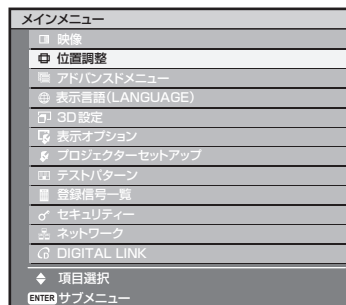 メインメニュー
映像
位置調整
アドバンスドメニュー
表示言語(LANGUAGE)
3D設定
表示オプション
プロジェクターセットアップ
テストパターン
登録信号一覧
セキュリティー
ネットワーク
DIGITAL LINK
項目選択
ENTER サブメニュー